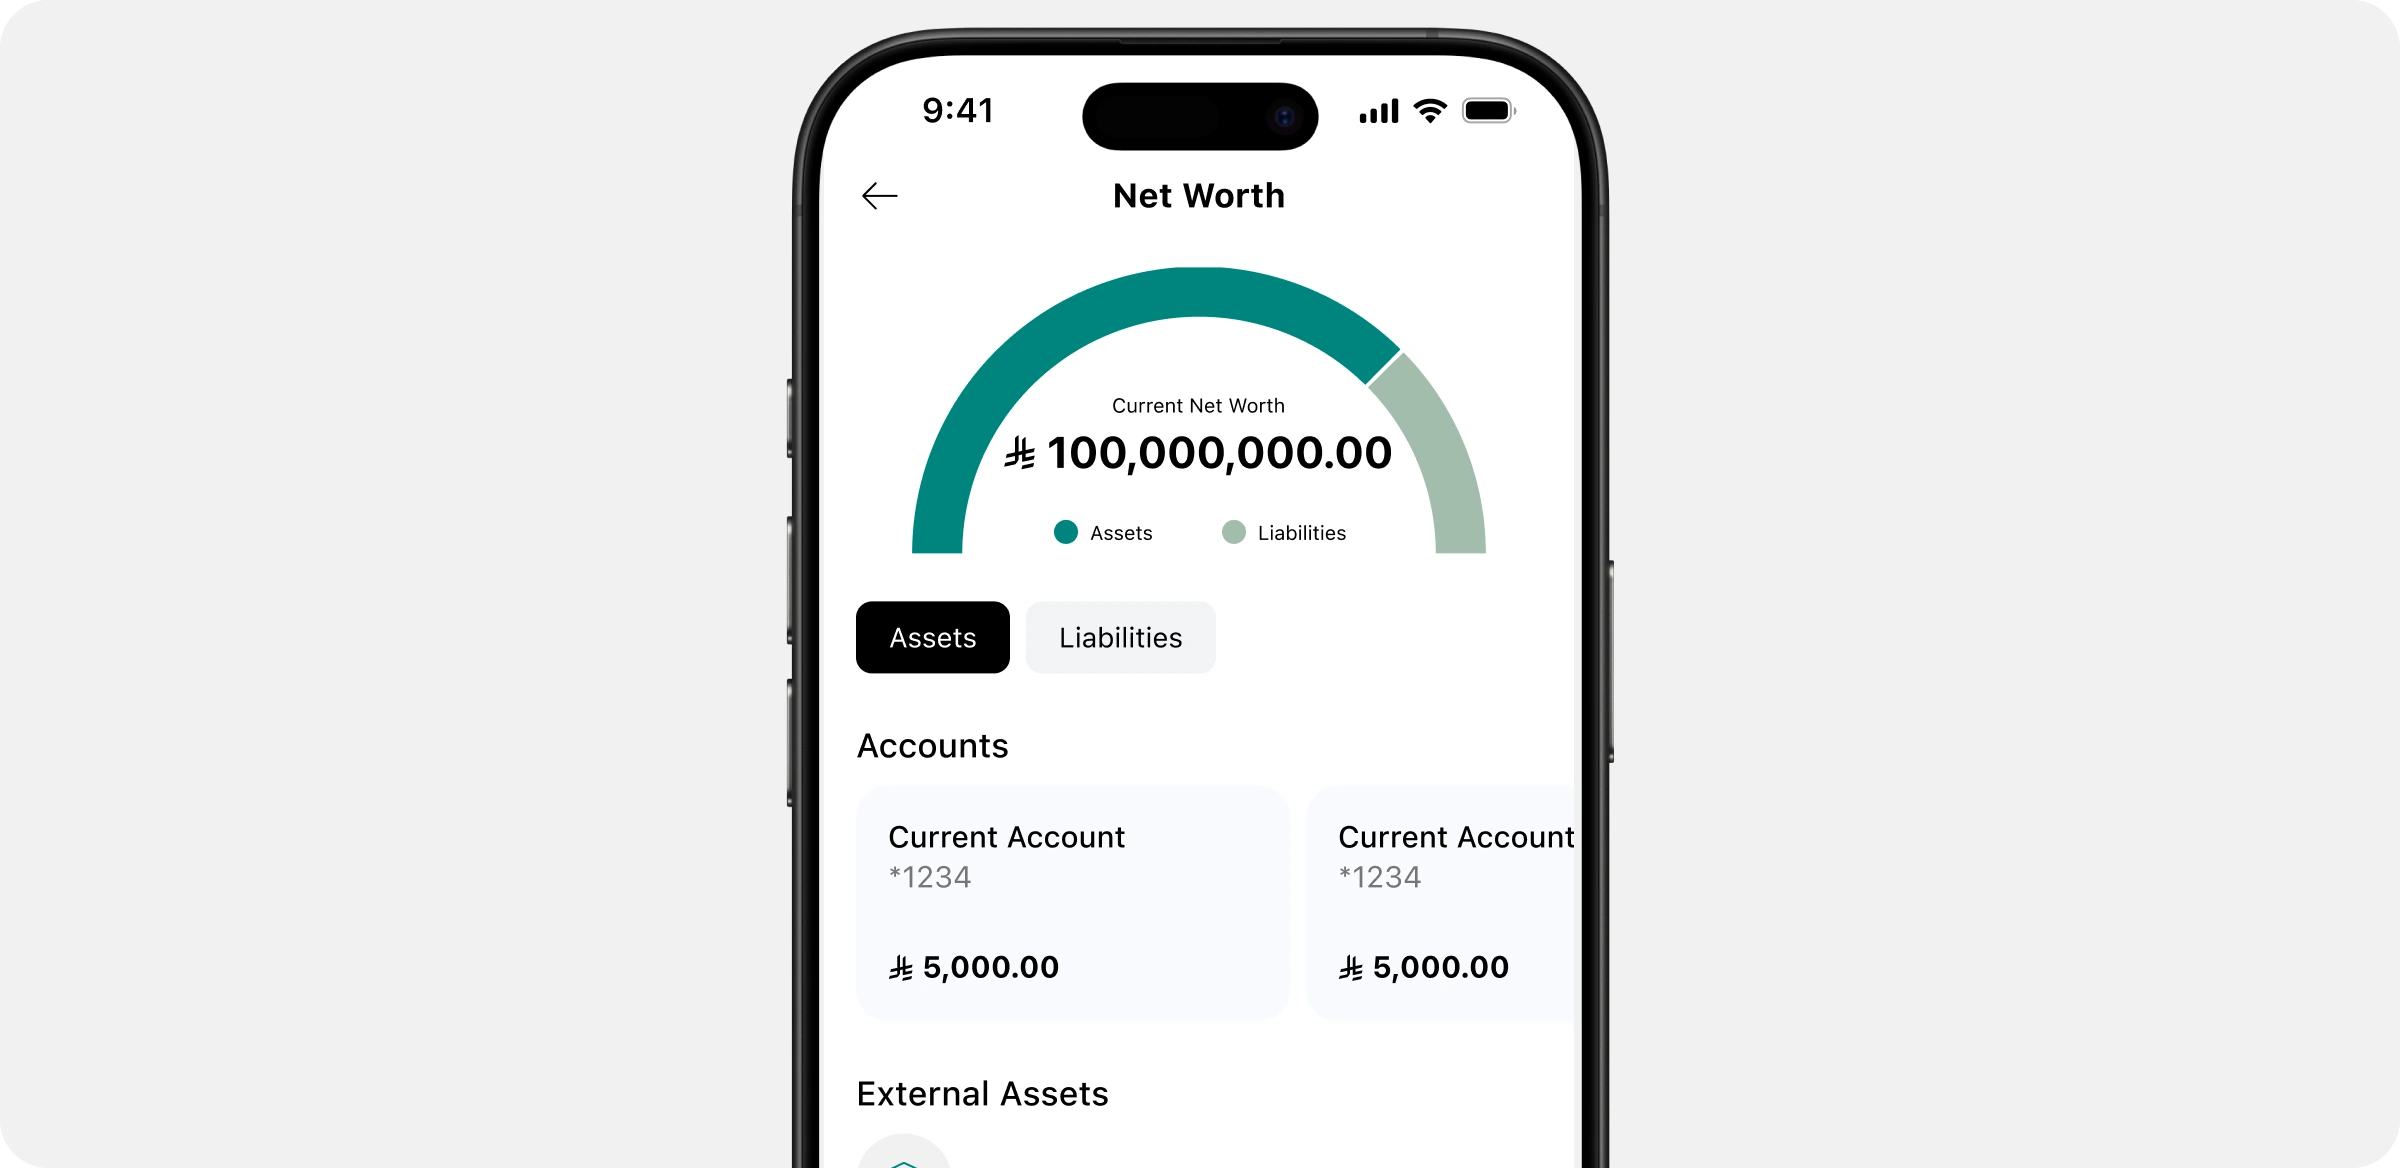 9:41
Net Worth
Current Net Worth
⃁ 100,000,000.00
Assets
Liabilities
Assets
Liabilities
Accounts
Current Account
*1234
⃁ 5,000.00
Current Account
*1234
⃁ 5,000.00
External Assets